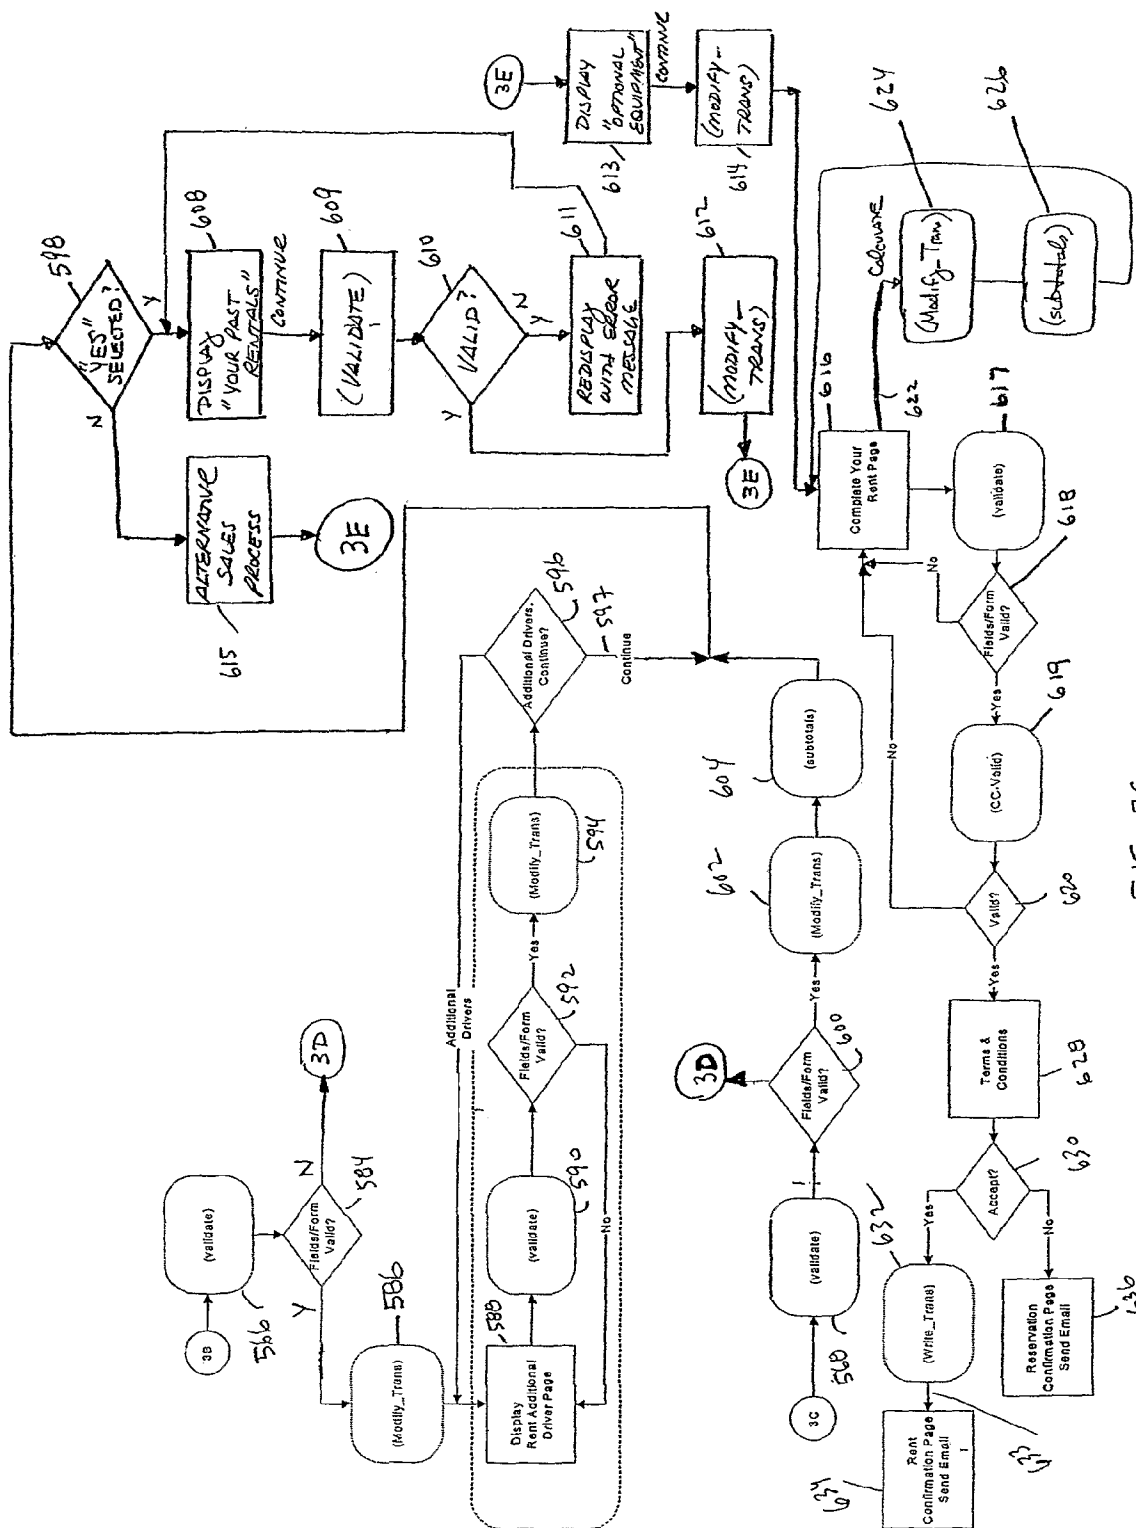 3B
(validate)
566
Fields/Form
Valid?
584
N
3D
Y
(Modify_Trans)
586
Additional
Drivers
Display
Rent Additional
Driver Page
588
(validate)
590
Fields/Form
Valid?
592
No
Yes
(Modify_Trans)
594
Additional Drivers,
Continue?
596
597
Continue
3C
(validate)
568
Fields/Form
Valid?
600
3D
Yes
(Modify_Trans)
602
(subtotals)
604
"YES"
SELECTED?
598
N
Y
ALTERNATIVE
SALES
PROCESS
615
3E
DISPLAY
"YOUR PAST
RENTALS"
608
CONTINUE
(VALIDATE)
609
VALID?
610
Y
N
Y
REDISPLAY
WITH ERROR
MESSAGE
611
(MODIFY-
TRANS)
612
3E
3E
DISPLAY
"OPTIONAL
EQUIPMENT"
613
CONTINUE
(MODIFY-
TRANS)
614
Complete Your
Rent Page
616
622
Calculate
(Modify_Trans)
624
(subtotals)
626
(validate)
617
Fields/Form
Valid?
618
No
Yes
(CC.Valid)
619
Valid?
620
No
Yes
Terms &
Conditions
628
Accept?
630
Yes
No
(Write_Trans)
632
633
Rent
Confirmation Page
Send Email
634
Reservation
Confirmation Page
Send Email
636